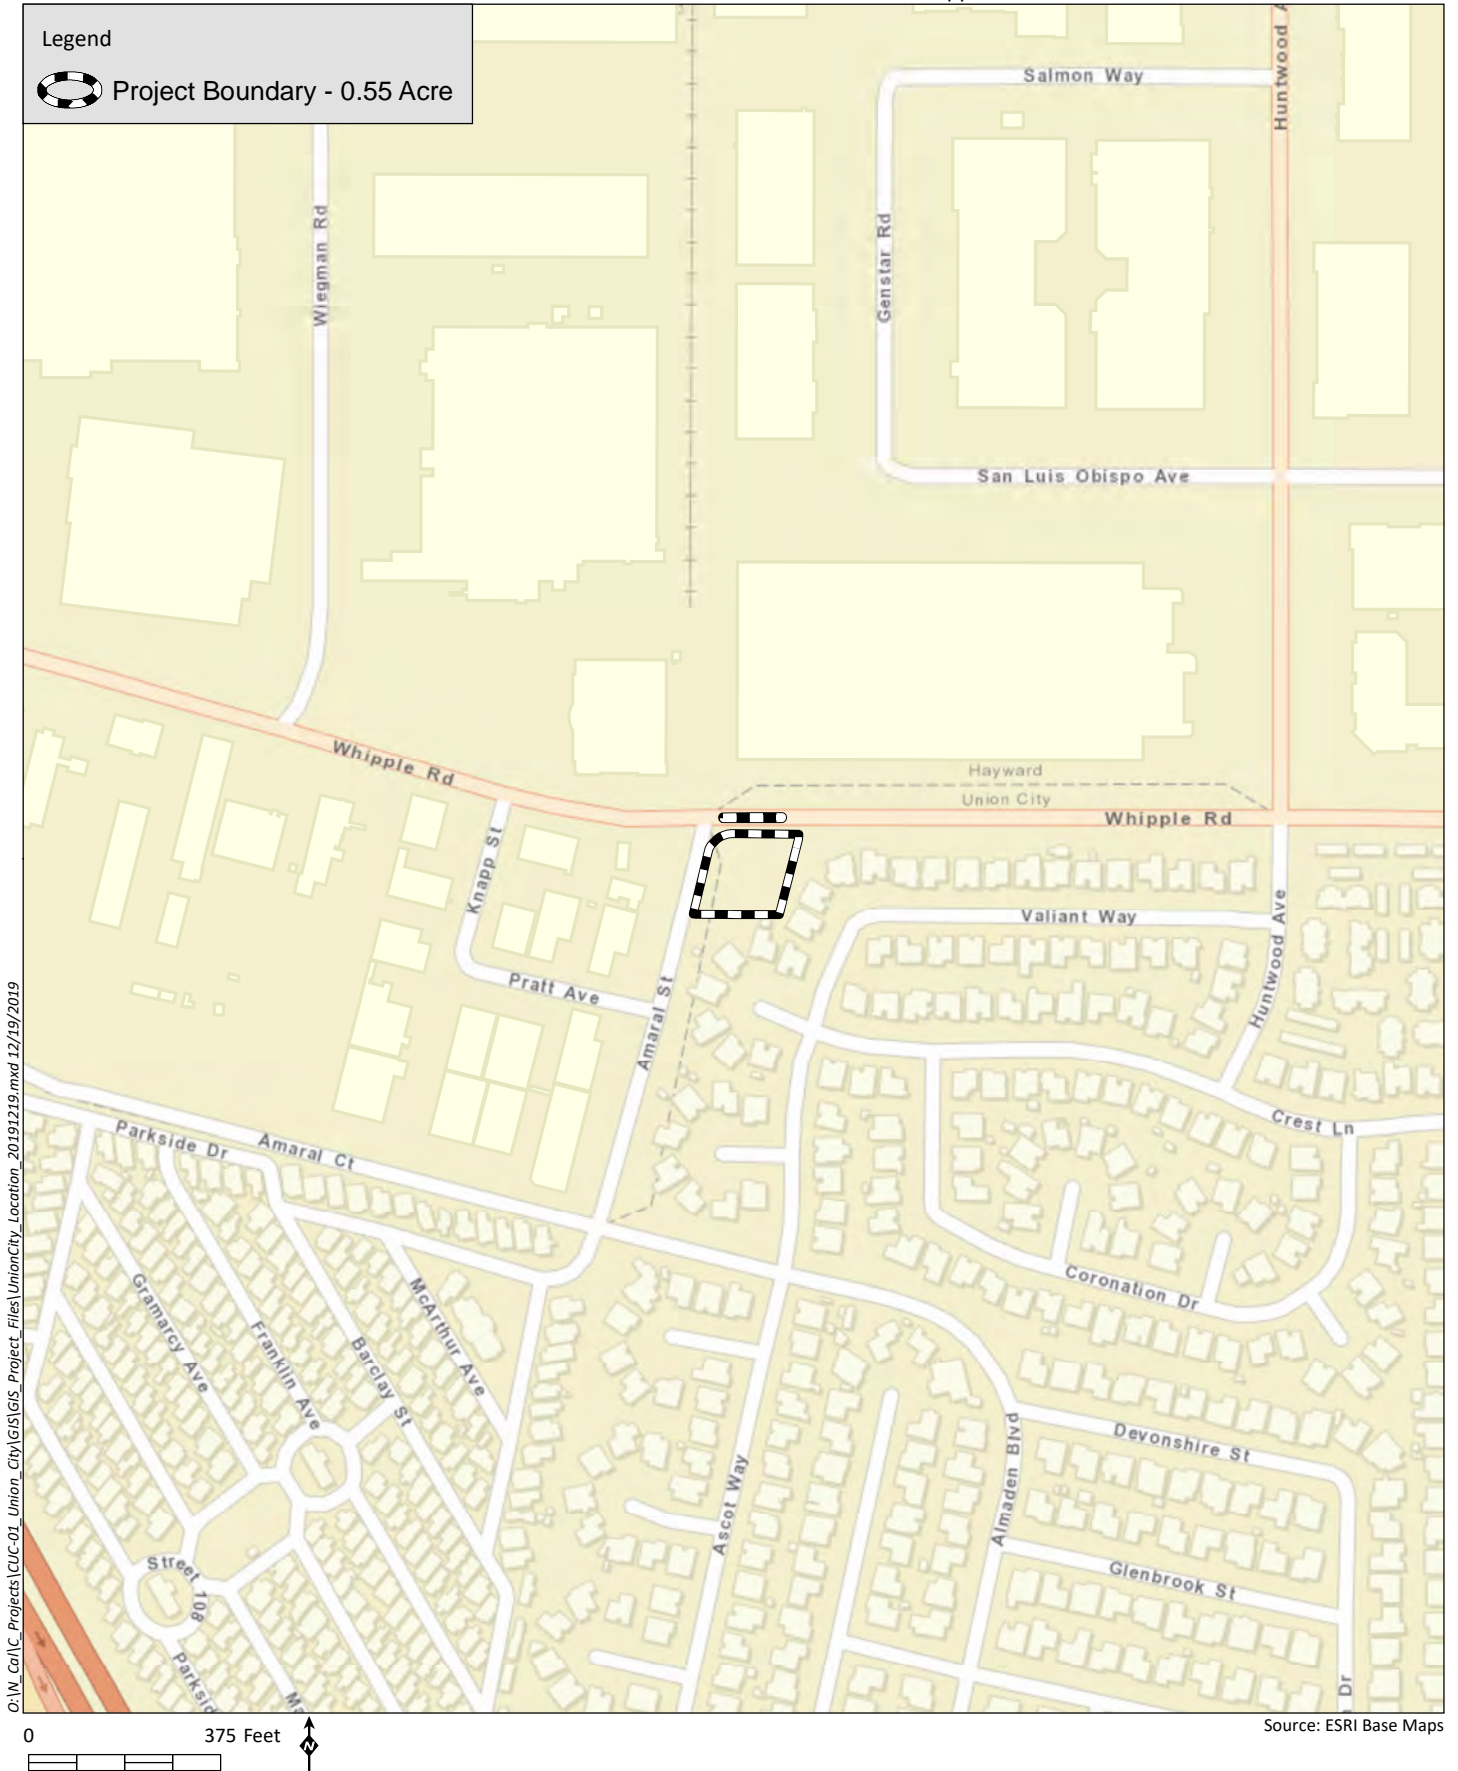 Legend
Project Boundary - 0.55 Acre
Salmon Way
Huntwood A
Wiegman Rd
Genstar Rd
San Luis Obispo Ave
Whipple Rd
Hayward
Union City
Whipple Rd
Knapp St
Valiant Way
Huntwood Ave
Pratt Ave
Amaral St
Crest Ln
Parkside Dr
Amaral Ct
Coronation Dr
Gramarcy Ave
Franklin Ave
Barclay St
McArthur Ave
Devonshire St
Almaden Blvd
Ascot Way
Glenbrook St
Street 108
Parksid
Ma
Dr
O:\N_Cal\C_Projects\CUC-01_Union_City\GIS\GIS_Project_Files\UnionCity_Location_20191219.mxd 12/19/2019
0 375 Feet
N
Source: ESRI Base Maps